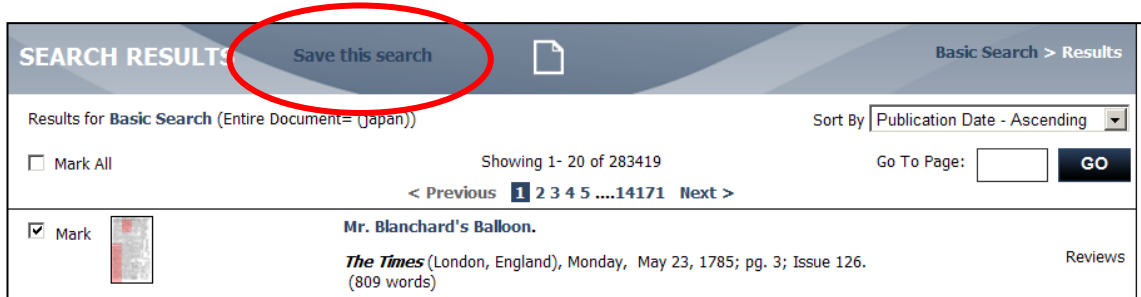 SEARCH RESULTS Save this search Basic Search > Results
Results for Basic Search (Entire Document= (japan)) Sort By Publication Date - Ascending
Mark All Showing 1- 20 of 283419 Go To Page: GO
< Previous 1 2 3 4 5 ....14171 Next >
Mark Mr. Blanchard's Balloon.
The Times (London, England), Monday, May 23, 1785; pg. 3; Issue 126. Reviews
(809 words)